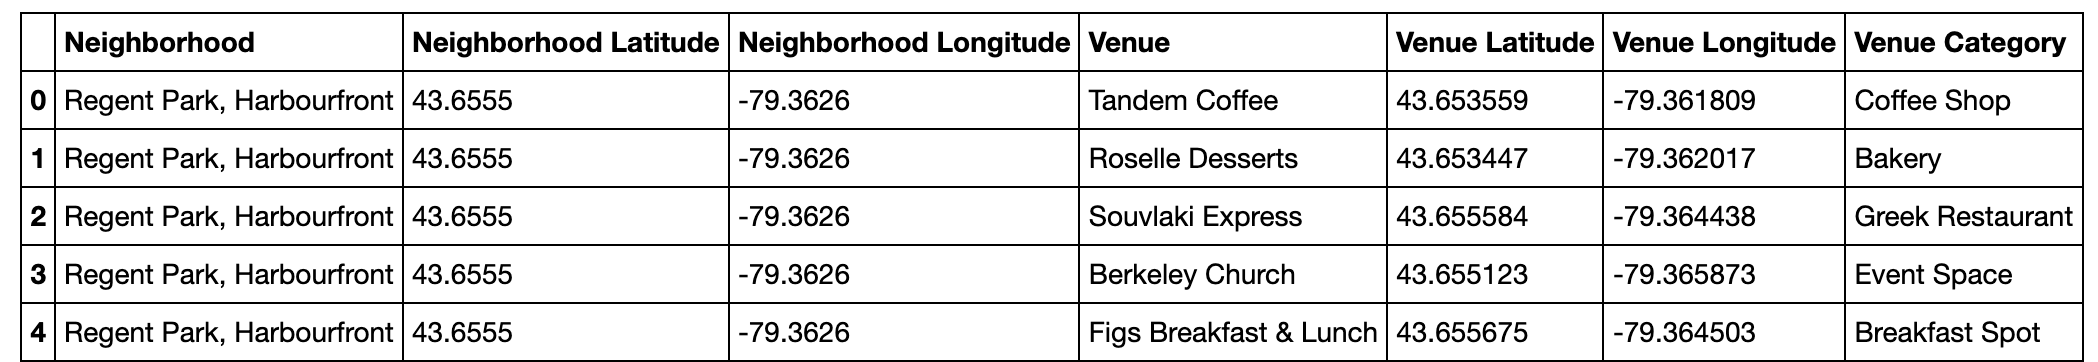 Neighborhood Neighborhood Latitude Neighborhood Longitude Venue Venue Latitude Venue Longitude Venue Category
0 Regent Park, Harbourfront 43.6555 -79.3626 Tandem Coffee 43.653559 -79.361809 Coffee Shop
1 Regent Park, Harbourfront 43.6555 -79.3626 Roselle Desserts 43.653447 -79.362017 Bakery
2 Regent Park, Harbourfront 43.6555 -79.3626 Souvlaki Express 43.655584 -79.364438 Greek Restaurant
3 Regent Park, Harbourfront 43.6555 -79.3626 Berkeley Church 43.655123 -79.365873 Event Space
4 Regent Park, Harbourfront 43.6555 -79.3626 Figs Breakfast & Lunch 43.655675 -79.364503 Breakfast Spot